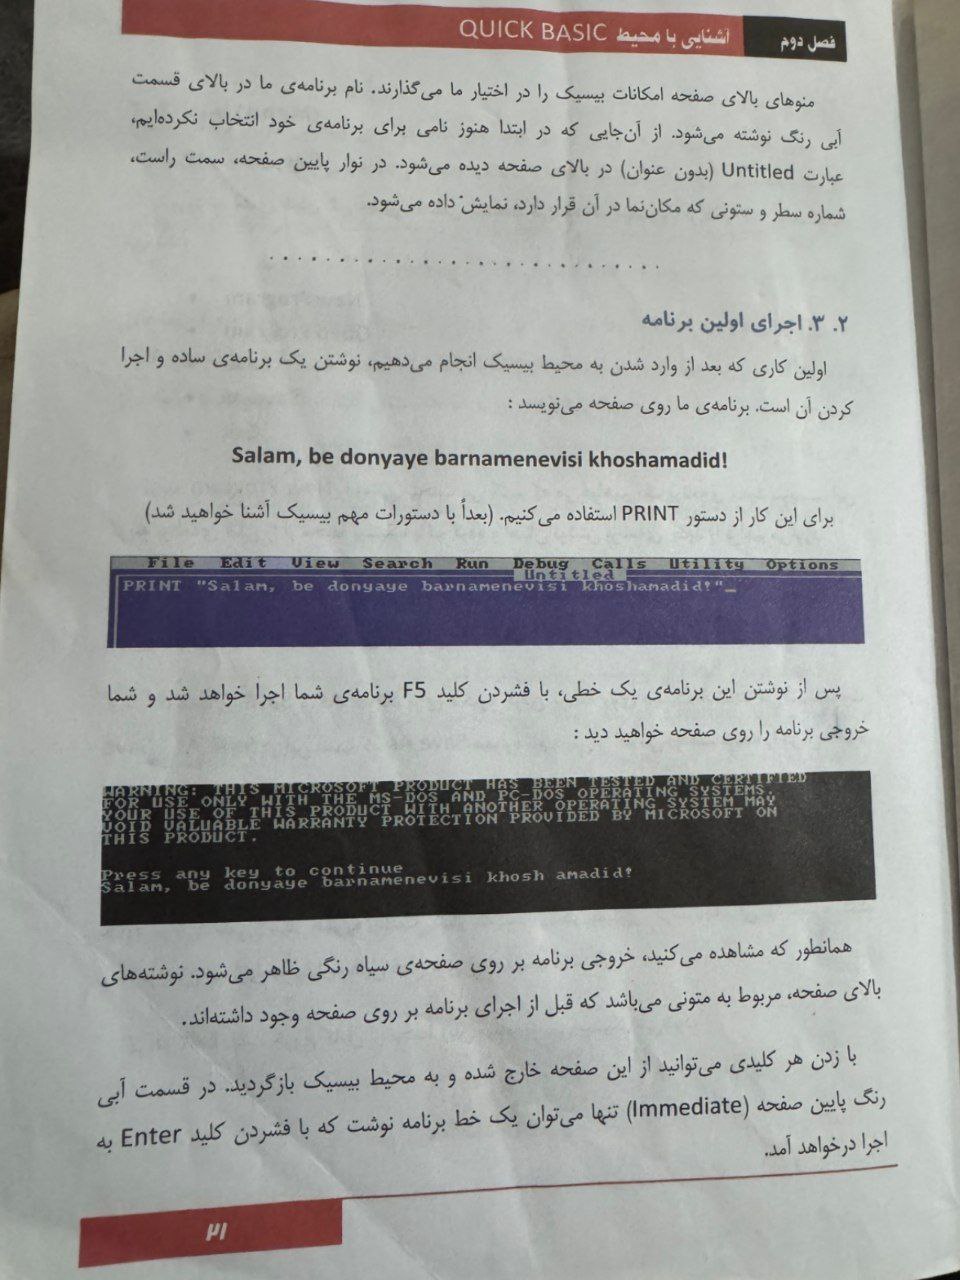 فصل دوم آشنایی با محیط QUICK BASIC
منوهای بالای صفحه امکانات بیسیک را در اختیار ما می‌گذارند. نام برنامه‌ی ما در بالای قسمت
آبی رنگ نوشته می‌شود. از آن‌جایی که در ابتدا هنوز نامی برای برنامه‌ی خود انتخاب نکرده‌ایم،
عبارت Untitled (بدون عنوان) در بالای صفحه دیده می‌شود. در نوار پایین صفحه، سمت راست،
شماره سطر و ستونی که مکان‌نما در آن قرار دارد، نمایش داده می‌شود.
۲. ۳. اجرای اولین برنامه
اولین کاری که بعد از وارد شدن به محیط بیسیک انجام می‌دهیم، نوشتن یک برنامه‌ی ساده و اجرا
کردن آن است. برنامه‌ی ما روی صفحه می‌نویسد :
Salam, be donyaye barnamenevisi khoshamadid!
برای این کار از دستور PRINT استفاده می‌کنیم. (بعداً با دستورات مهم بیسیک آشنا خواهید شد)
File Edit View Search Run Debug Calls Utility Options
Untitled
PRINT "Salam, be donyaye barnamenevisi khoshamadid!"_
پس از نوشتن این برنامه‌ی یک خطی، با فشردن کلید F5 برنامه‌ی شما اجرا خواهد شد و شما
خروجی برنامه را روی صفحه خواهید دید :
WARNING: THIS MICROSOFT PRODUCT HAS BEEN TESTED AND CERTIFIED
FOR USE ONLY WITH THE MS-DOS AND PC-DOS OPERATING SYSTEMS.
YOUR USE OF THIS PRODUCT WITH ANOTHER OPERATING SYSTEM MAY
VOID VALUABLE WARRANTY PROTECTION PROVIDED BY MICROSOFT ON
THIS PRODUCT.
Press any key to continue
Salam, be donyaye barnamenevisi khosh amadid!
همانطور که مشاهده می‌کنید، خروجی برنامه بر روی صفحه‌ی سیاه رنگی ظاهر می‌شود. نوشته‌های
بالای صفحه، مربوط به متونی می‌باشد که قبل از اجرای برنامه بر روی صفحه وجود داشته‌اند.
با زدن هر کلیدی می‌توانید از این صفحه خارج شده و به محیط بیسیک بازگردید. در قسمت آبی
رنگ پایین صفحه (Immediate) تنها می‌توان یک خط برنامه نوشت که با فشردن کلید Enter به
اجرا درخواهد آمد.
۲۱